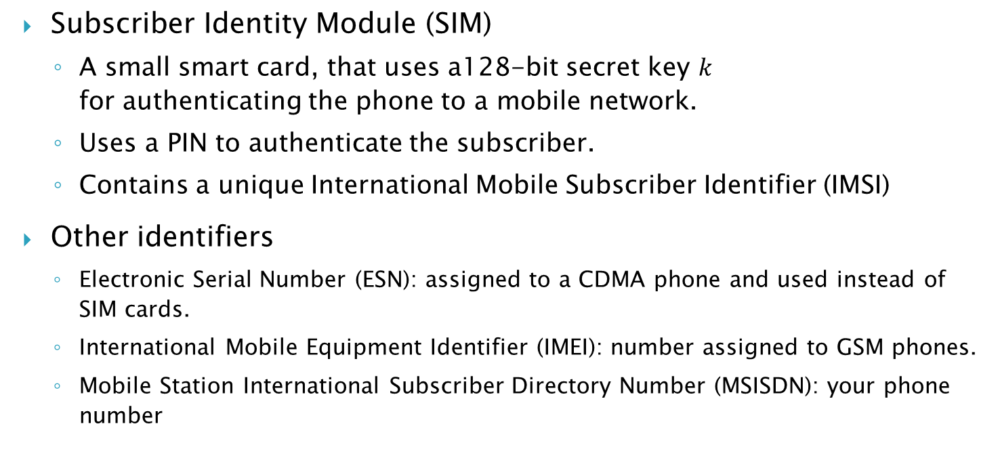 Subscriber Identity Module (SIM)
A small smart card, that uses a128-bit secret key k
for authenticating the phone to a mobile network.
Uses a PIN to authenticate the subscriber.
Contains a unique International Mobile Subscriber Identifier (IMSI)
Other identifiers
Electronic Serial Number (ESN): assigned to a CDMA phone and used instead of
SIM cards.
International Mobile Equipment Identifier (IMEI): number assigned to GSM phones.
Mobile Station International Subscriber Directory Number (MSISDN): your phone
number